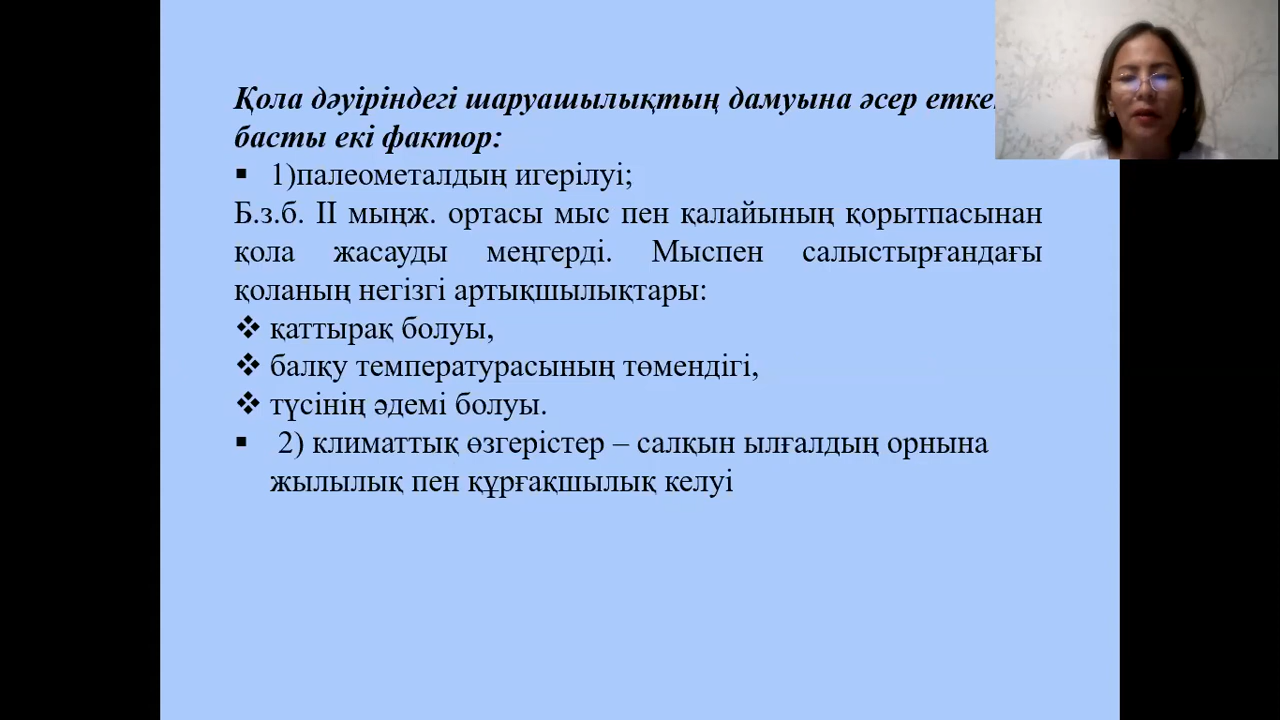 Қола дәуіріндегі шаруашылықтың дамуына әсер
басты екі фактор:
▪ 1)палеометалдың игерілуі;
Б.з.б. II мыңж. ортасы мыс пен қалайының қорытпасынан
қола жасауды меңгерді. Мыспен салыстырғандағы
қоланың негізгі артықшылықтары:
❖ қаттырақ болуы,
❖ балқу температурасының төмендігі,
❖ түсінің әдемі болуы.
▪ 2) климаттық өзгерістер – салқын ылғалдың орнына
жылылық пен құрғақшылық келуі